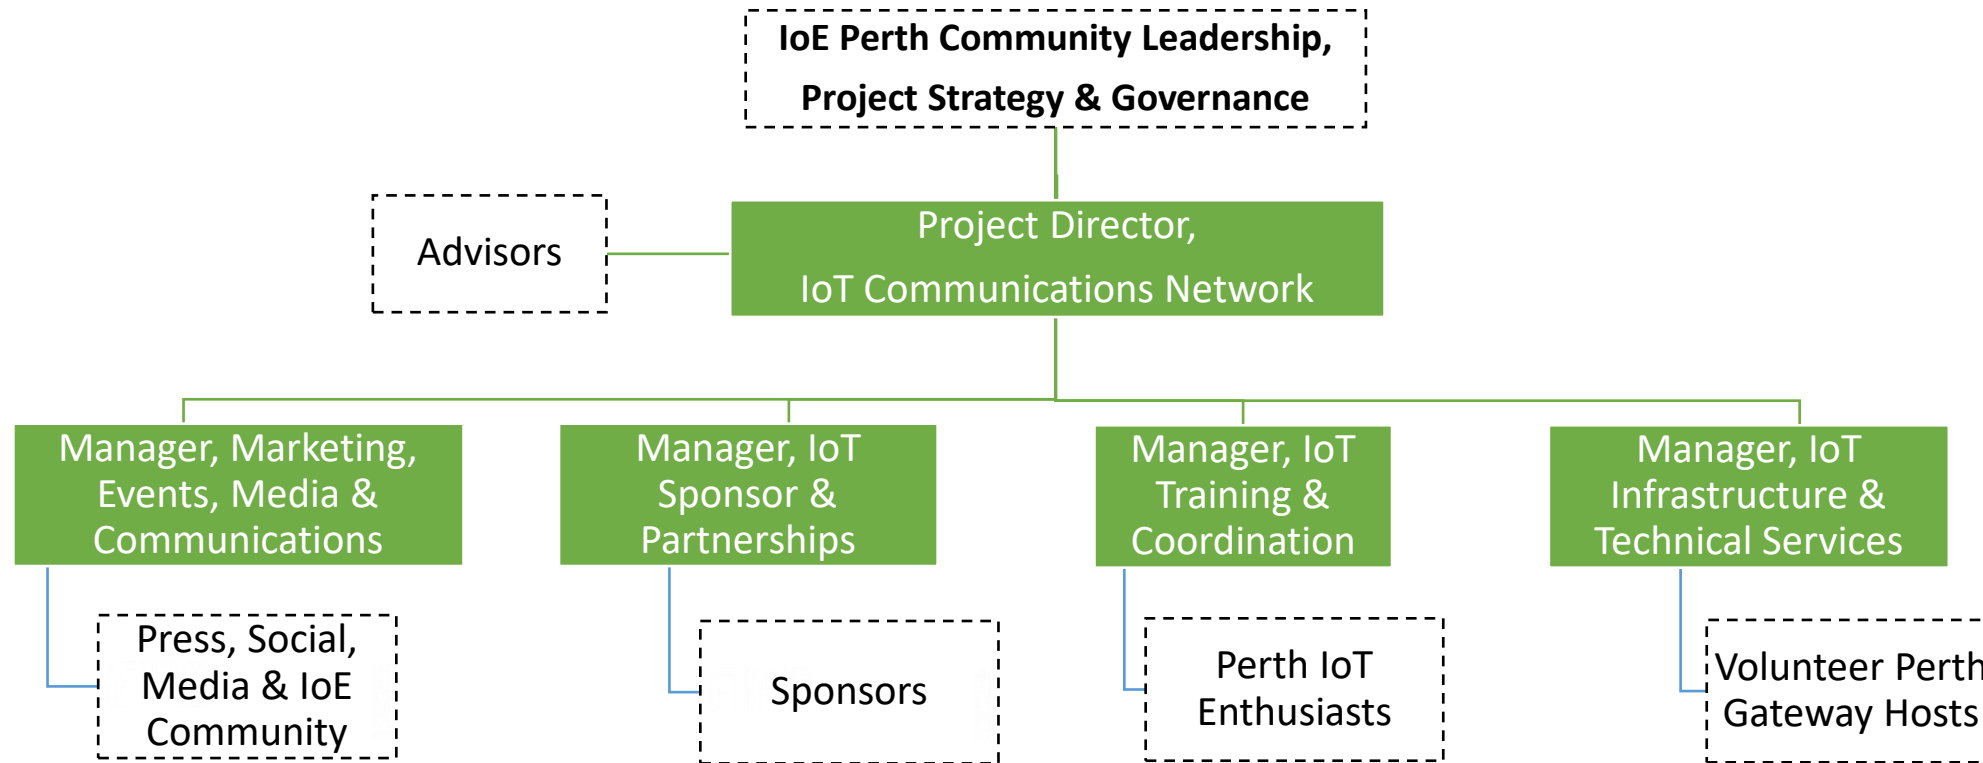 IoE Perth Community Leadership,
Project Strategy & Governance
Advisors
Project Director,
IoT Communications Network
Manager, Marketing,
Events, Media &
Communications
Manager, IoT
Sponsor &
Partnerships
Manager, IoT
Training &
Coordination
Manager, IoT
Infrastructure &
Technical Services
Press, Social,
Media & IoE
Community
Sponsors
Perth IoT
Enthusiasts
Volunteer Perth
Gateway Hosts